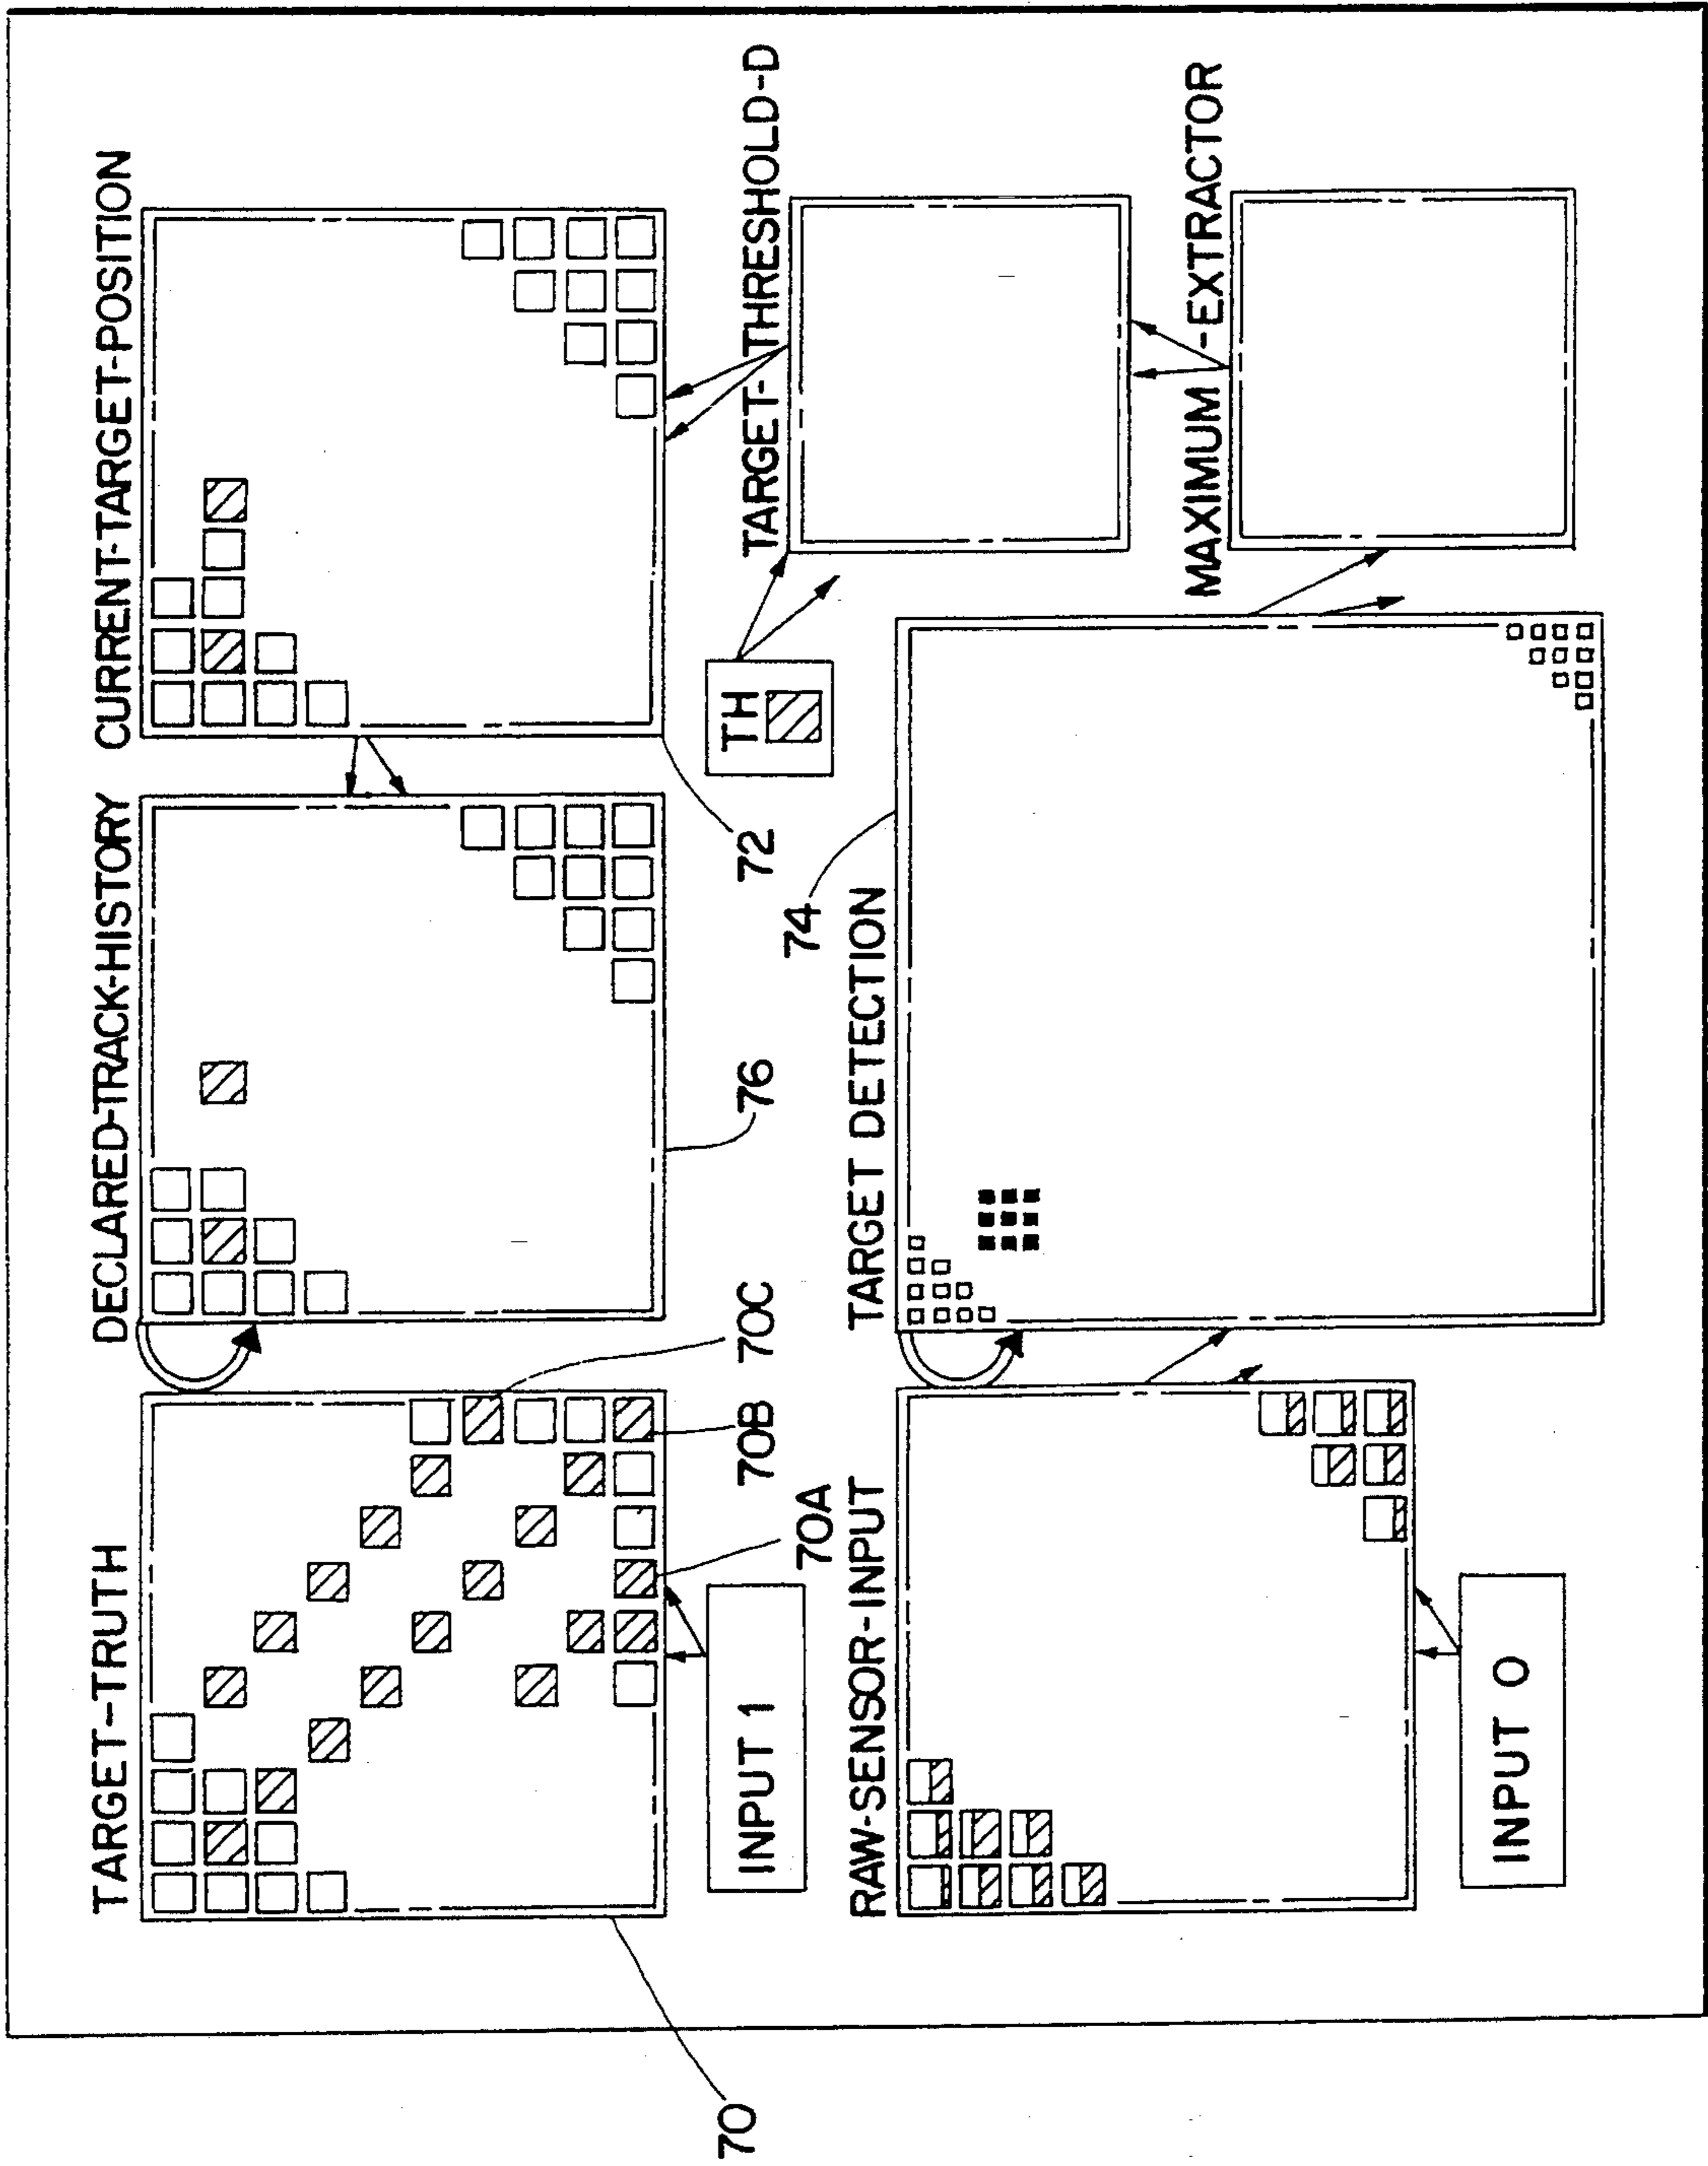 TARGET-TRUTH
DECLARED-TRACK-HISTORY
CURRENT-TARGET-POSITION
70
INPUT 1
70A
70B
70C
76
72
TH
TARGET-THRESHOLD-D
RAW-SENSOR-INPUT
TARGET DETECTION
74
MAXIMUM-EXTRACTOR
INPUT 0